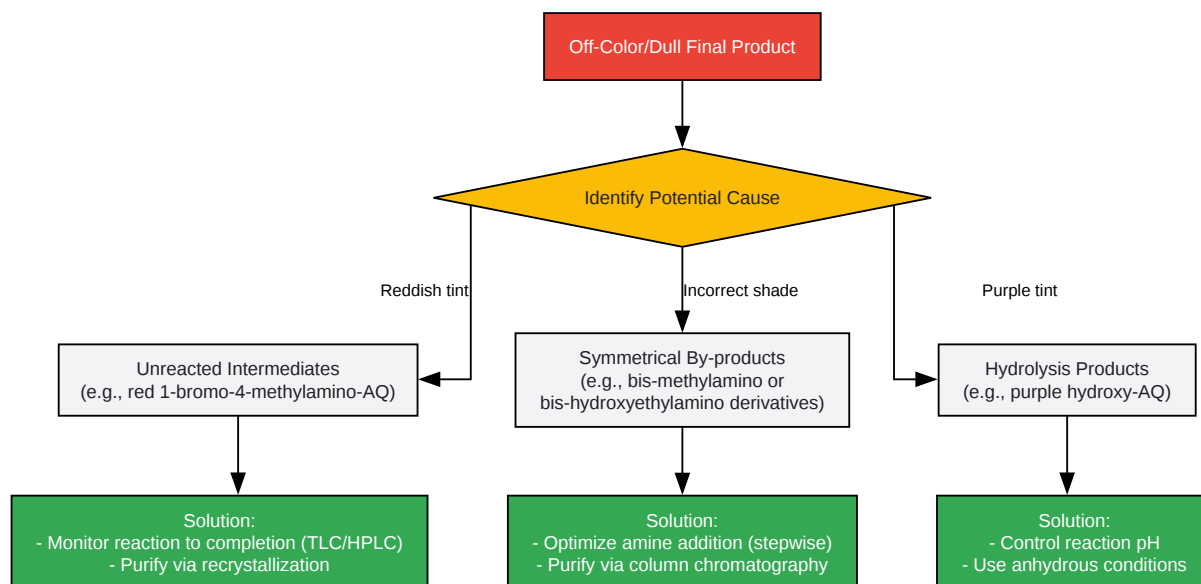 Off-Color/Dull Final Product
Identify Potential Cause
Reddish tint
Incorrect shade
Purple tint
Unreacted Intermediates
(e.g., red 1-bromo-4-methylamino-AQ)
Symmetrical By-products
(e.g., bis-methylamino or
bis-hydroxyethylamino derivatives)
Hydrolysis Products
(e.g., purple hydroxy-AQ)
Solution:
- Monitor reaction to completion (TLC/HPLC)
- Purify via recrystallization
Solution:
- Optimize amine addition (stepwise)
- Purify via column chromatography
Solution:
- Control reaction pH
- Use anhydrous conditions